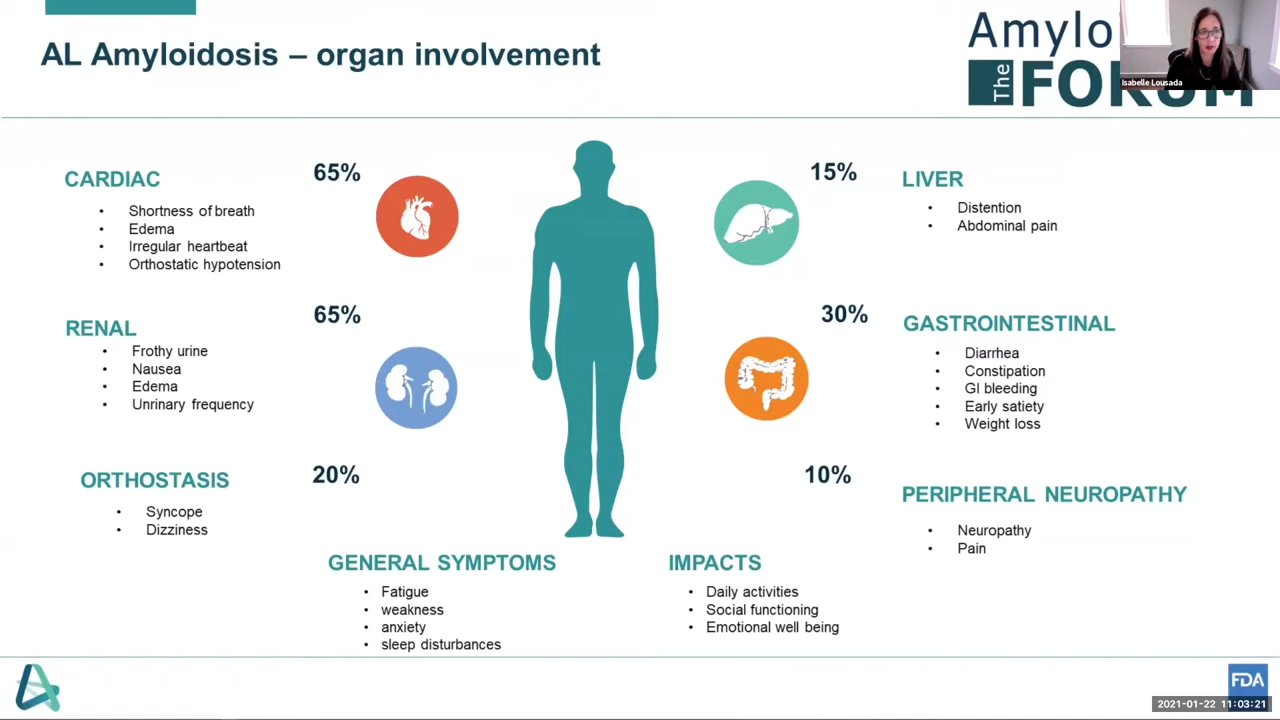 AL Amyloidosis – organ involvement
Amylo
The FORUM
Isabelle Lousada
CARDIAC
65%
• Shortness of breath
• Edema
• Irregular heartbeat
• Orthostatic hypotension
RENAL
65%
• Frothy urine
• Nausea
• Edema
• Unrinary frequency
ORTHOSTASIS
20%
• Syncope
• Dizziness
15%
LIVER
• Distention
• Abdominal pain
30%
GASTROINTESTINAL
• Diarrhea
• Constipation
• GI bleeding
• Early satiety
• Weight loss
10%
PERIPHERAL NEUROPATHY
• Neuropathy
• Pain
GENERAL SYMPTOMS
• Fatigue
• weakness
• anxiety
• sleep disturbances
IMPACTS
• Daily activities
• Social functioning
• Emotional well being
FDA
2021-01-22 11:03:21